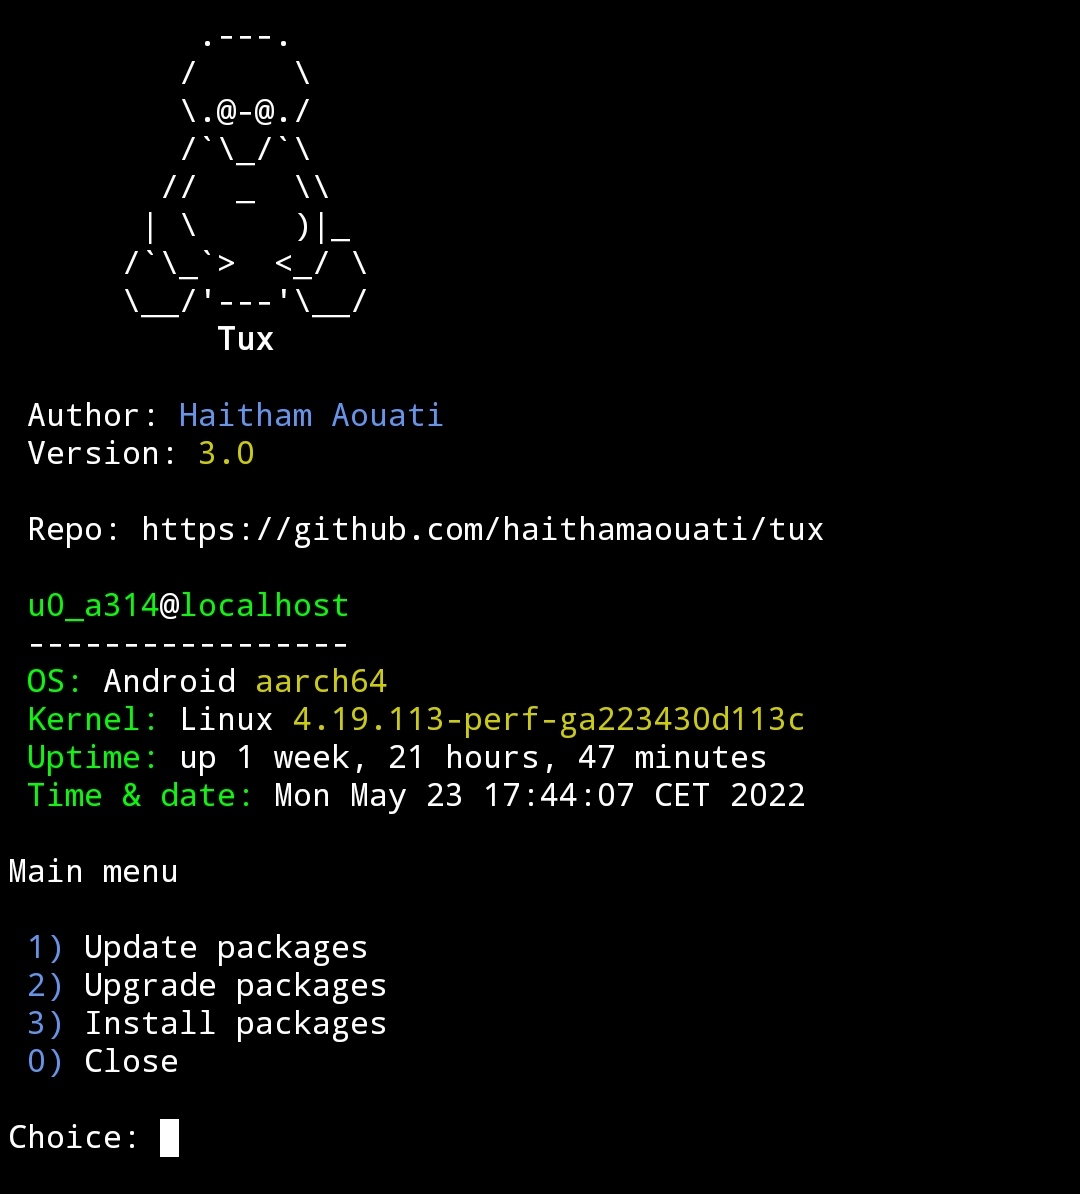 .---.
/     \
\.@-@./
/`\_/`\
//  _  \\
| \     )|_
/`\_`>  <_/ \
\__/'---'\__/
Tux
Author: Haitham Aouati
Version: 3.0
Repo: https://github.com/haithamaouati/tux
u0_a314@localhost
-----------------
OS: Android aarch64
Kernel: Linux 4.19.113-perf-ga223430d113c
Uptime: up 1 week, 21 hours, 47 minutes
Time & date: Mon May 23 17:44:07 CET 2022
Main menu
1) Update packages
2) Upgrade packages
3) Install packages
0) Close
Choice: